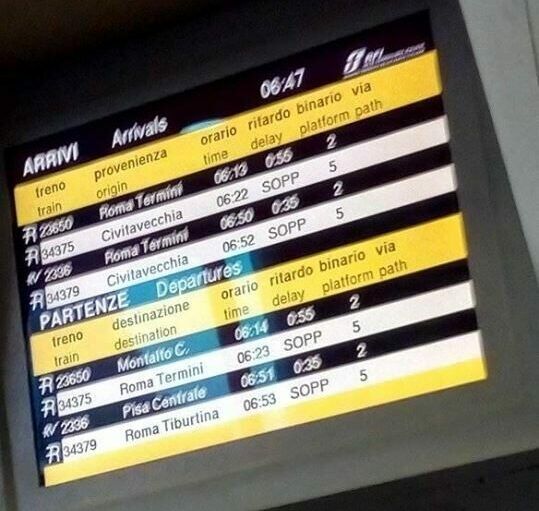 ARRIVI Arrivals 06:47 RFI
treno provenienza orario ritardo binario via
train origin time delay platform path
R 23650 Roma Termini 06:13 0:55 2
R 34375 Civitavecchia 06:22 SOPP 5
RV 2336 Roma Termini 06:50 0:35 2
R 34379 Civitavecchia 06:52 SOPP 5
PARTENZE Departures
treno destinazione orario ritardo binario via
train destination time delay platform path
R 23650 Montalto C. 06:14 0:55 2
R 34375 Roma Termini 06:23 SOPP 5
RV 2336 Pisa Centrale 06:51 0:35 2
R 34379 Roma Tiburtina 06:53 SOPP 5